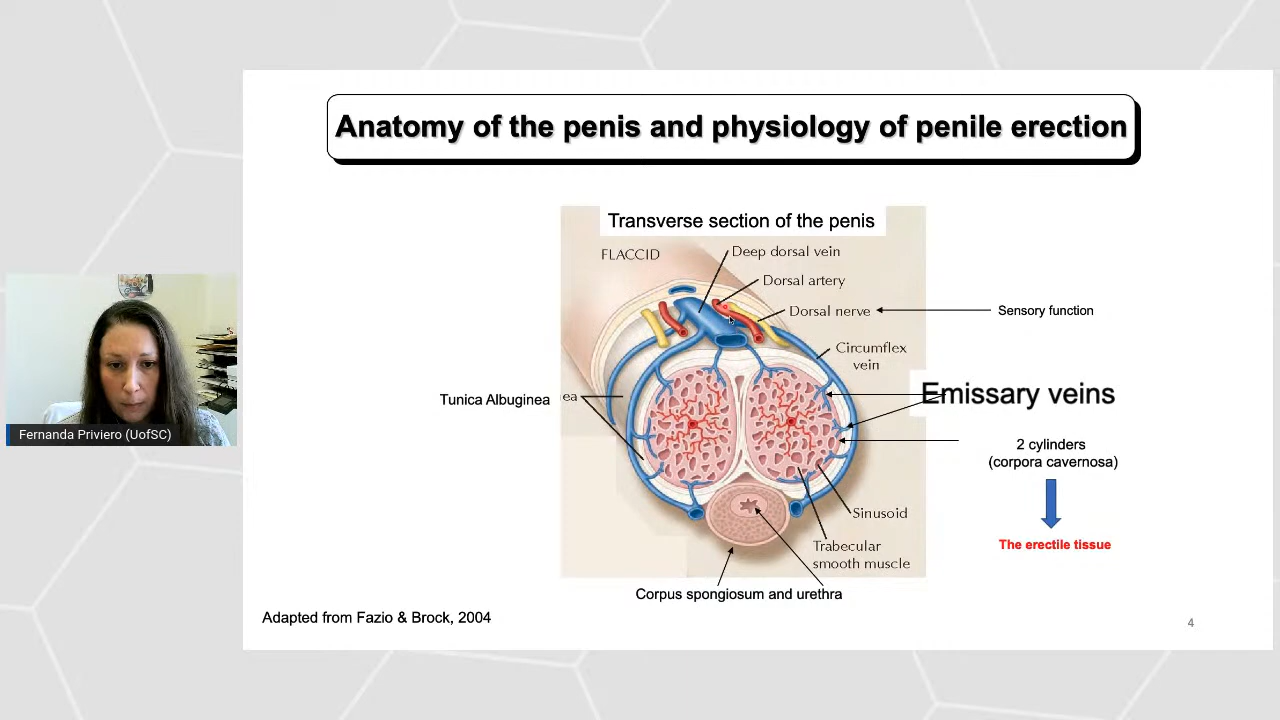 Anatomy of the penis and physiology of penile erection
Transverse section of the penis
FLACCID
Deep dorsal vein
Dorsal artery
Dorsal nerve
Sensory function
Circumflex
vein
Emissary veins
Tunica Albuginea
ea
2 cylinders
(corpora cavernosa)
The erectile tissue
Sinusoid
Trabecular
smooth muscle
Corpus spongiosum and urethra
Adapted from Fazio & Brock, 2004
4
Fernanda Priviero (UofSC)